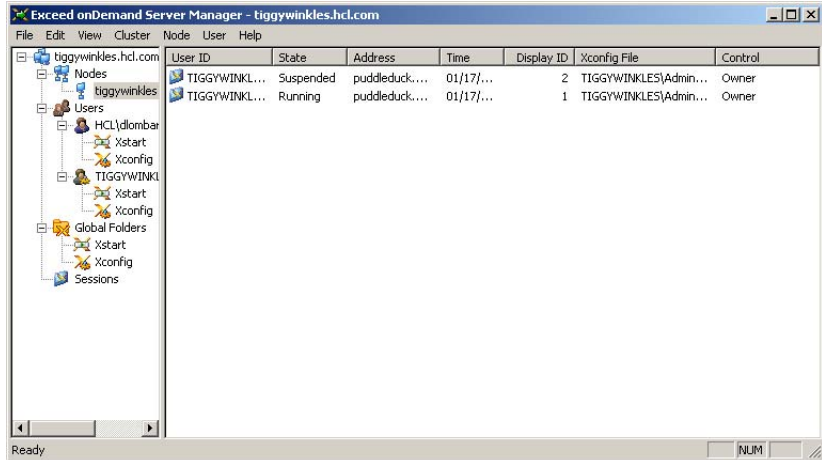 Exceed onDemand Server Manager - tiggywinkles.hcl.com
File Edit View Cluster Node User Help
tiggywinkles.hcl.com
Nodes
tiggywinkles
Users
HCL\dlombar
Xstart
Xconfig
TIGGYWINKL
Xstart
Xconfig
Global Folders
Xstart
Xconfig
Sessions
User ID State Address Time Display ID Xconfig File Control
TIGGYWINKL... Suspended puddleduck.... 01/17/... 2 TIGGYWINKLES\Admin... Owner
TIGGYWINKL... Running puddleduck.... 01/17/... 1 TIGGYWINKLES\Admin... Owner
Ready NUM